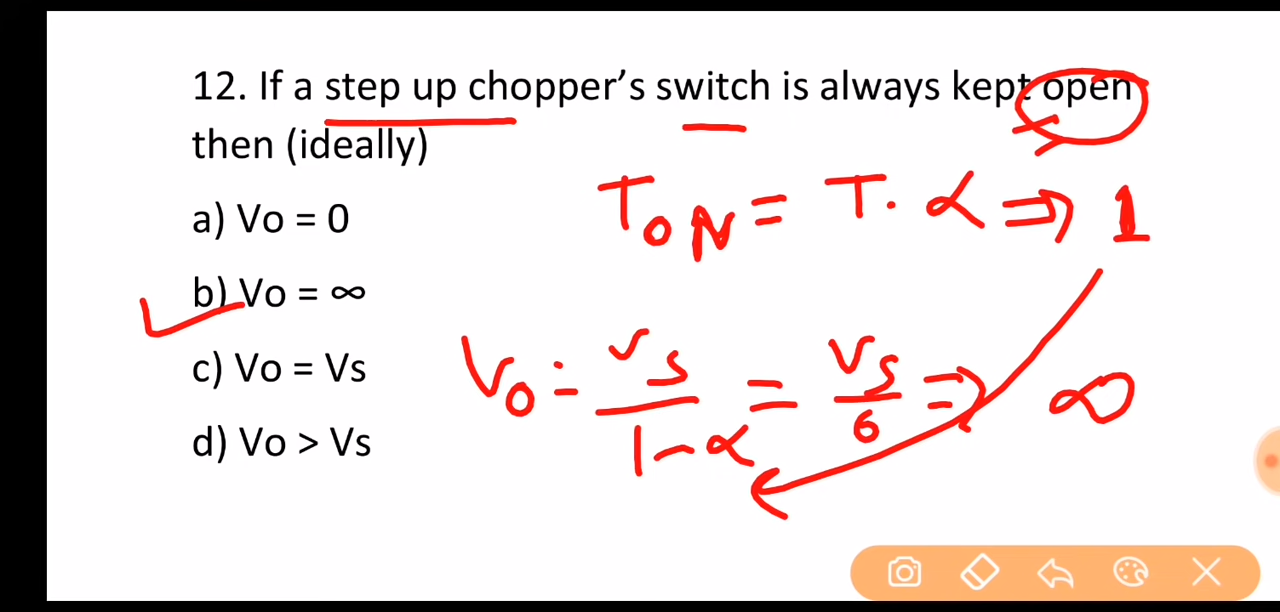 12. If a step up chopper's switch is always kept open
then (ideally)
TON = T. α ⇒ 1
a) Vo = 0
b) Vo = ∞
c) Vo = Vs
Vo = Vs/1-α = Vs/0 ⇒ ∞
d) Vo > Vs